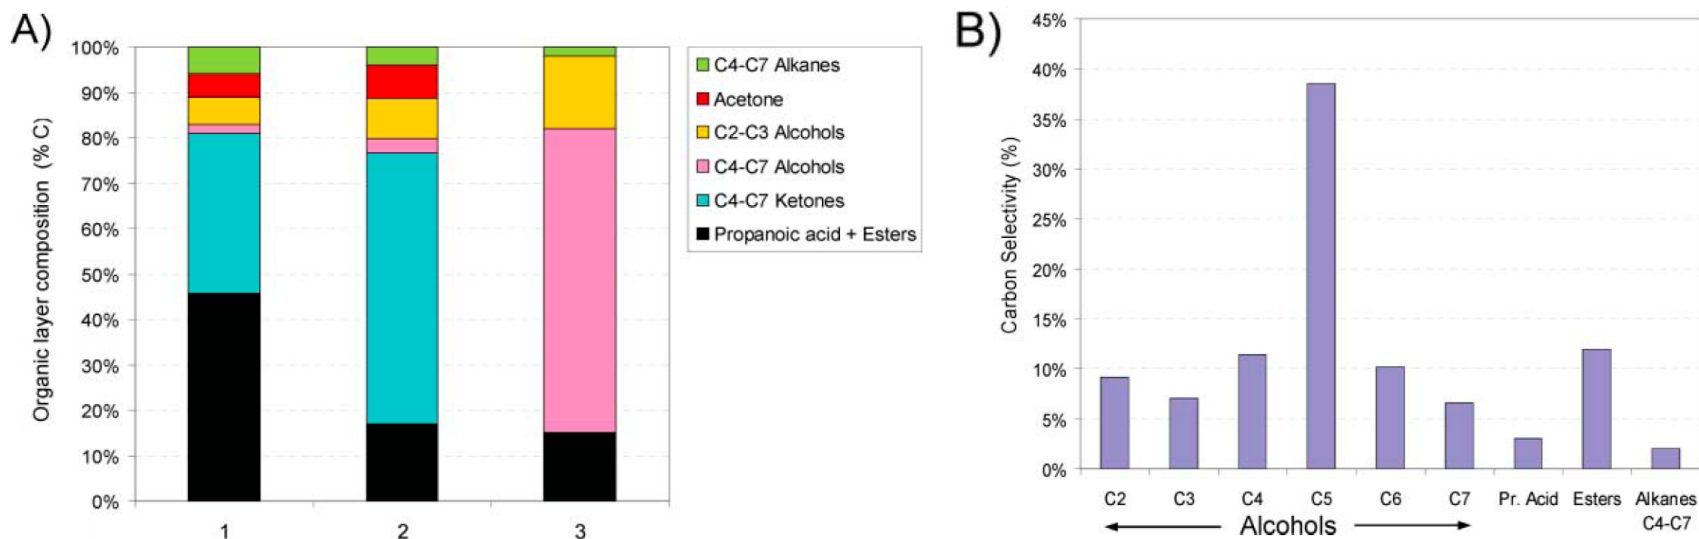 A)
Organic layer composition (% C)
100%
90%
80%
70%
60%
50%
40%
30%
20%
10%
0%
1 2 3
C4-C7 Alkanes
Acetone
C2-C3 Alcohols
C4-C7 Alcohols
C4-C7 Ketones
Propanoic acid + Esters
B)
Carbon Selectivity (%)
45%
40%
35%
30%
25%
20%
15%
10%
5%
0%
C2 C3 C4 C5 C6 C7 Pr. Acid Esters Alkanes
C4-C7
Alcohols